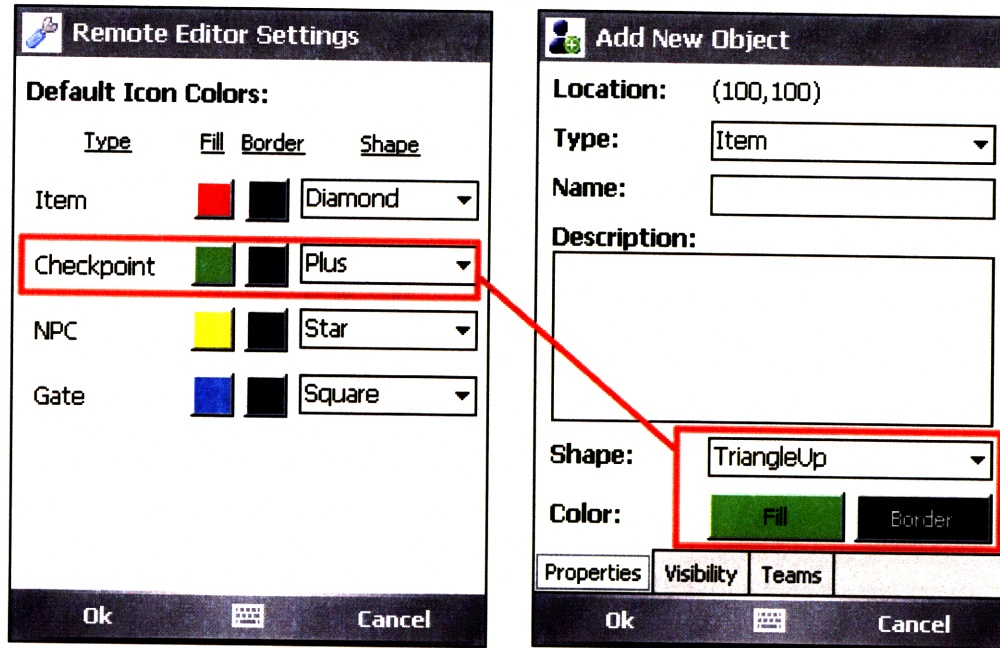 Remote Editor Settings
Default Icon Colors:
Type Fill Border Shape
Item Diamond
Checkpoint Plus
NPC Star
Gate Square
Ok Cancel
Add New Object
Location: (100,100)
Type: Item
Name:
Description:
Shape: TriangleUp
Color: Fill Border
Properties Visibility Teams
Ok Cancel